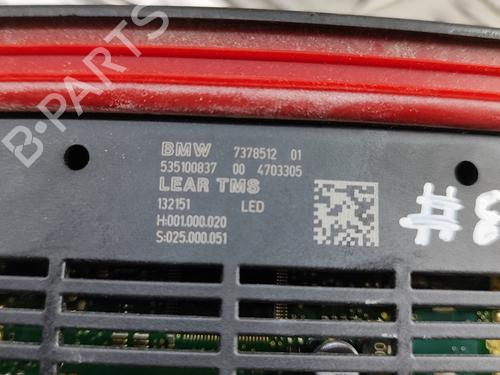 B-PARTS
BMW 7378512 01
535100837 00 4703305
LEAR TMS
132151 LED
H:001.000.020
S:025.000.051